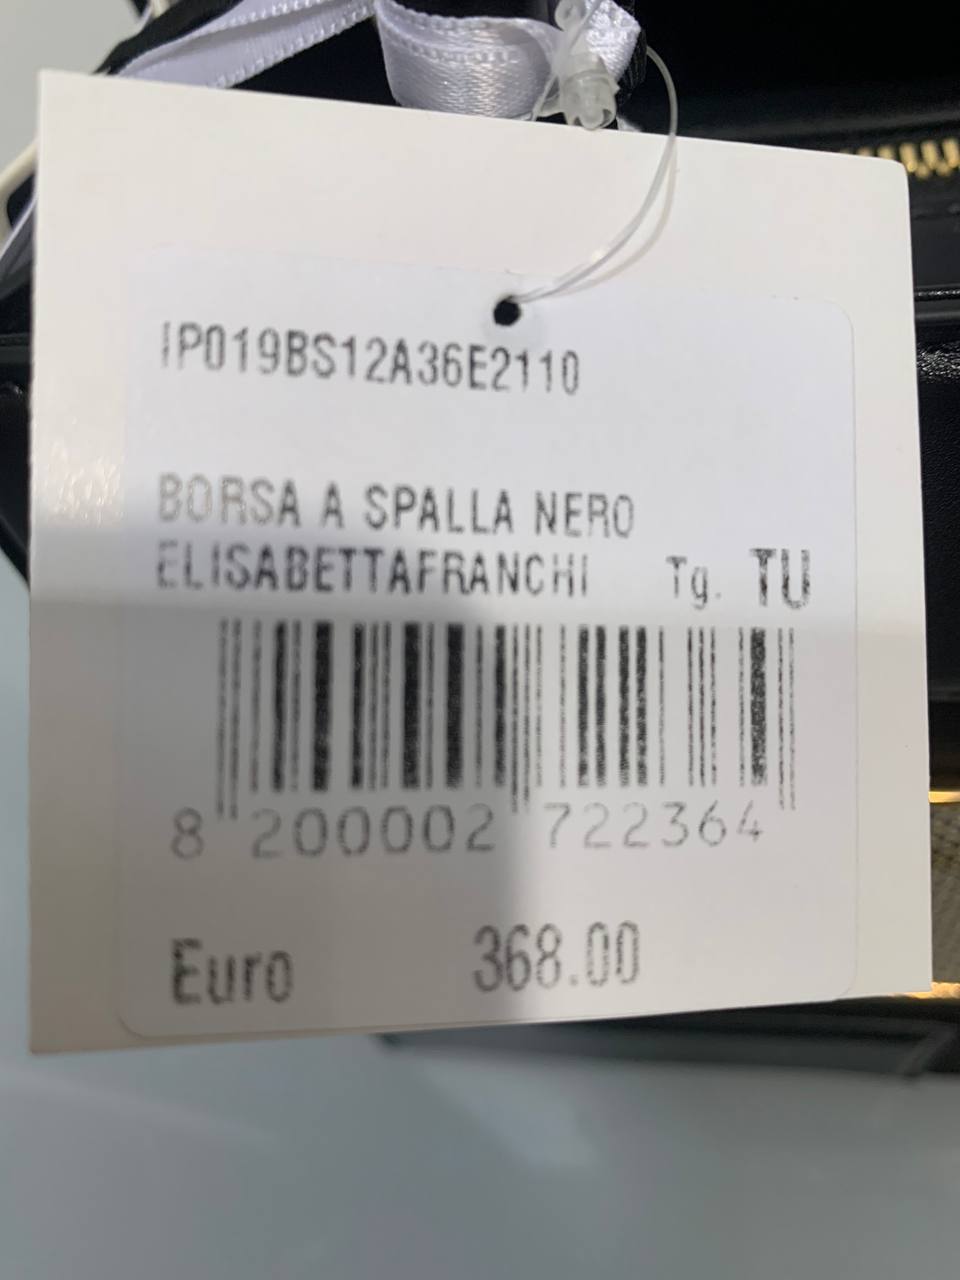 IP019BS12A36E2110
BORSA A SPALLA NERO
ELISABETTAFRANCHI Tg. TU
8 200002 722364
Euro 368.00